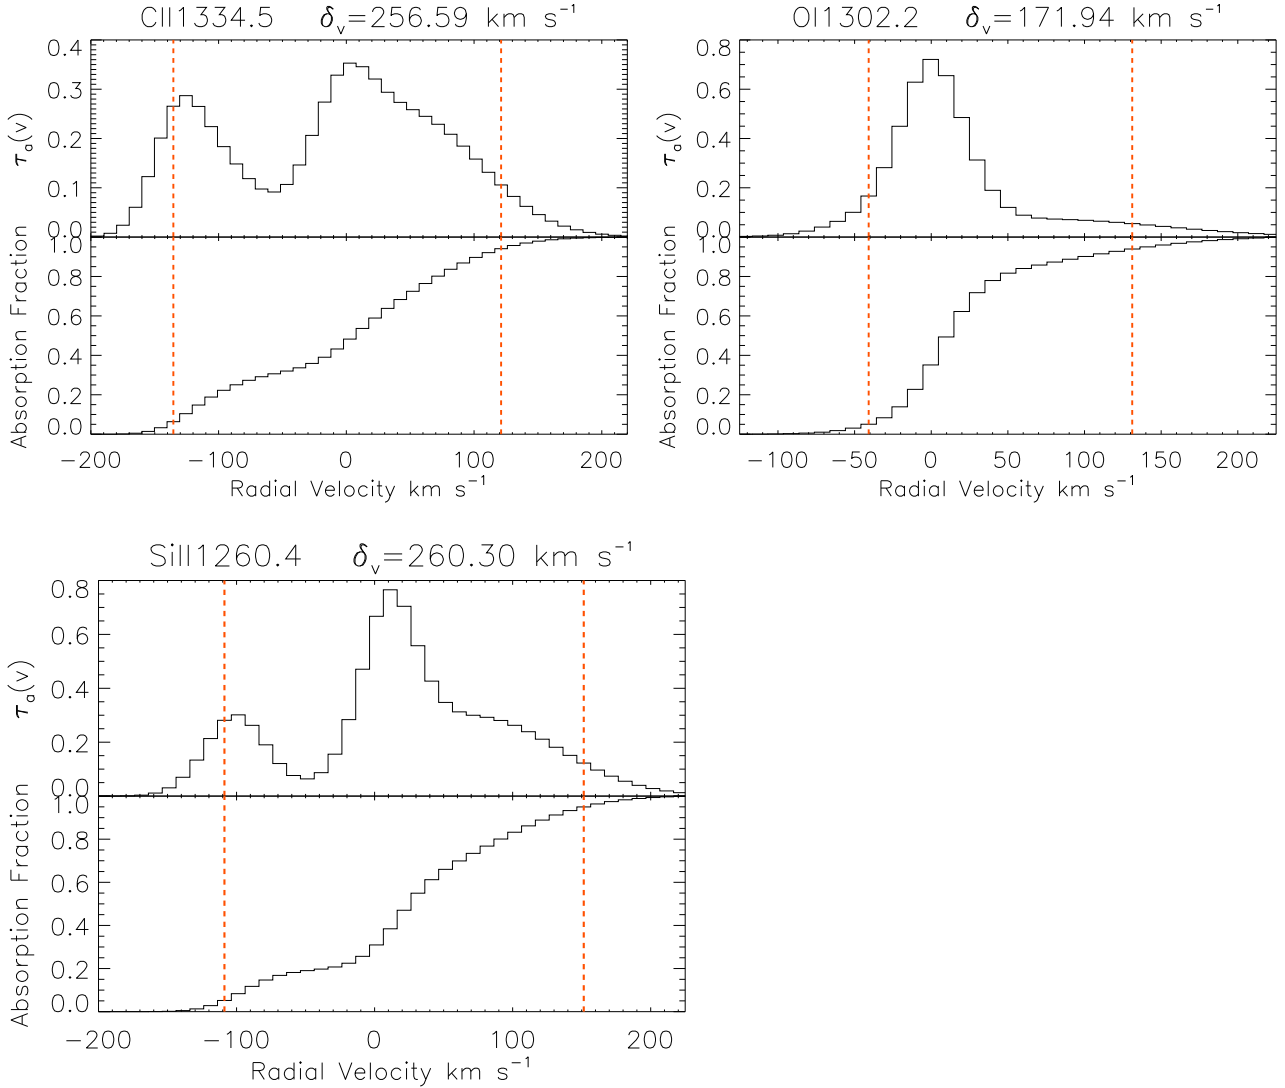 CII1334.5 δv=256.59 km s⁻¹
0.4
0.3
0.2
0.1
0.0
τa(v)
1.0
0.8
0.6
0.4
0.2
0.0
Absorption Fraction
−200 −100 0 100 200
Radial Velocity km s⁻¹
OI1302.2 δv=171.94 km s⁻¹
0.8
0.6
0.4
0.2
0.0
τa(v)
1.0
0.8
0.6
0.4
0.2
0.0
Absorption Fraction
−100 −50 0 50 100 150 200
Radial Velocity km s⁻¹
SiII1260.4 δv=260.30 km s⁻¹
0.8
0.6
0.4
0.2
0.0
τa(v)
1.0
0.8
0.6
0.4
0.2
0.0
Absorption Fraction
−200 −100 0 100 200
Radial Velocity km s⁻¹